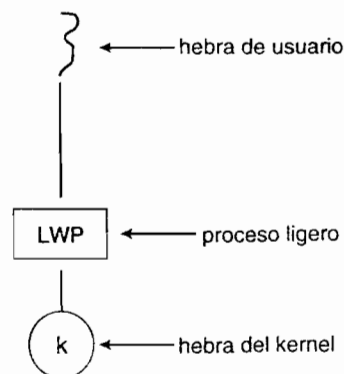 hebra de usuario
LWP
proceso ligero
k
hebra del kernel